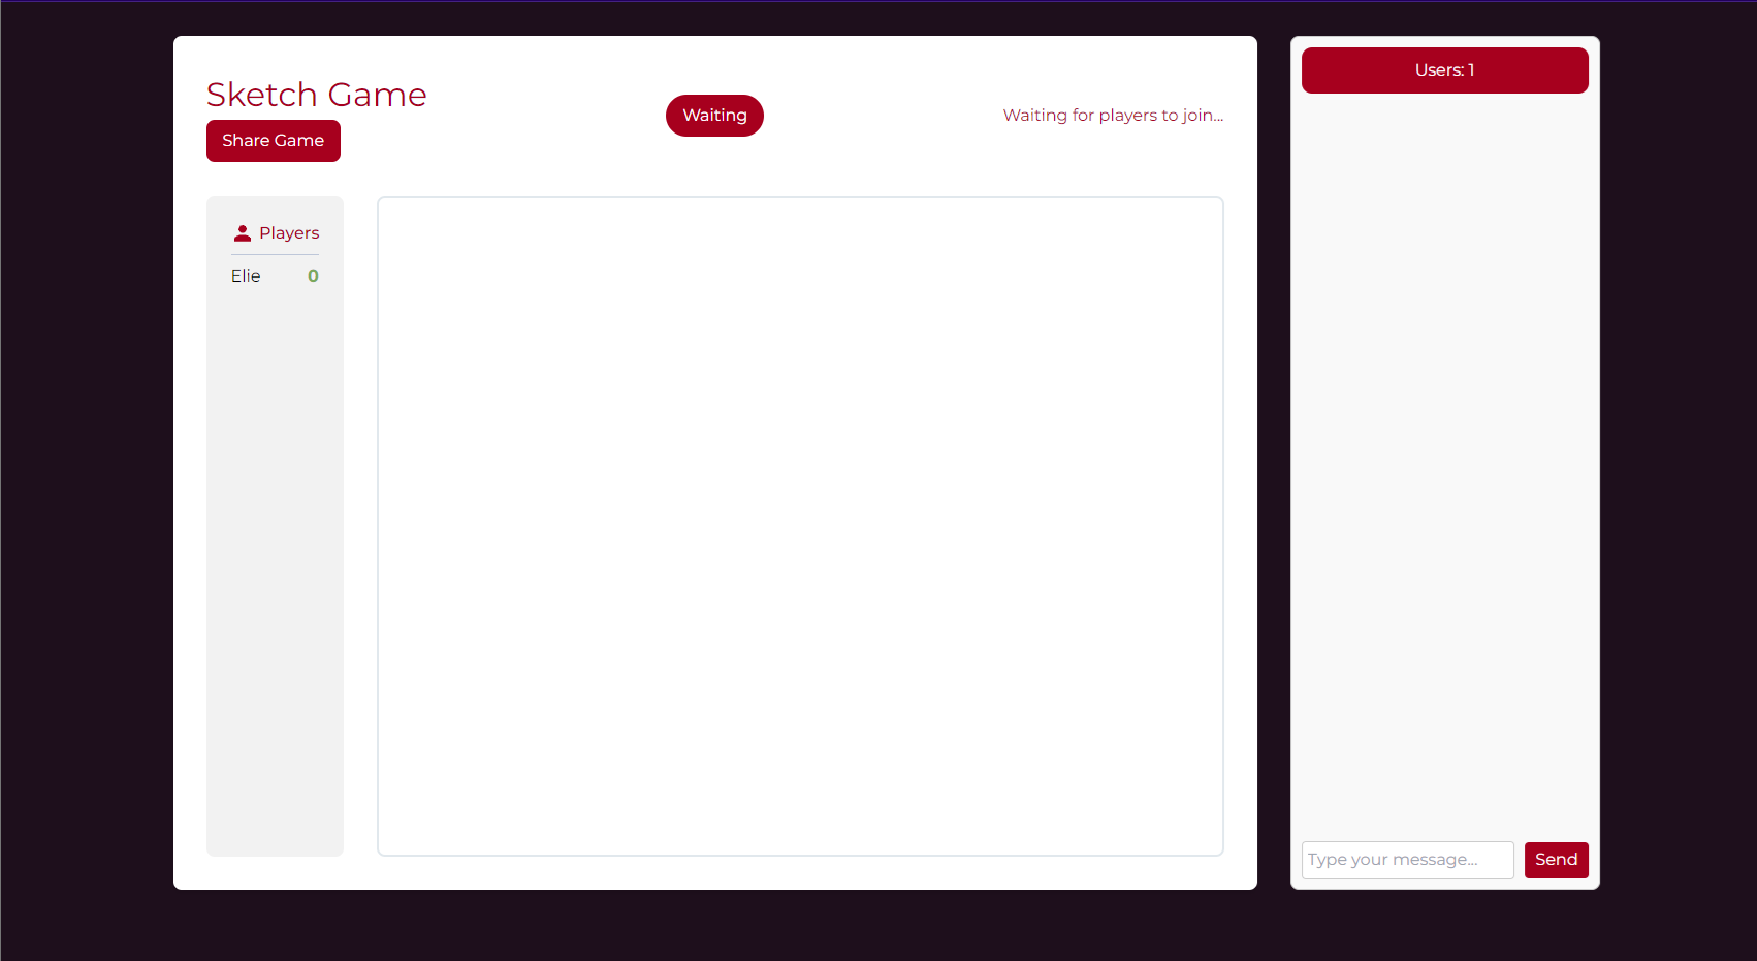 Sketch Game
Share Game
Waiting
Waiting for players to join...
Players
Elie 0
Users: 1
Type your message...
Send